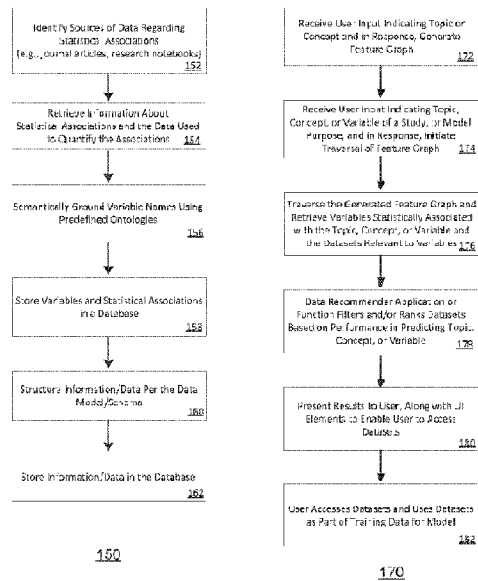 Identify Sources of Data Regarding
Statistical Associations
(e.g., journal articles, research notebooks)
152
Retrieve Information About
Statistical Associations and the Data Used
to Quantify the Associations 154
Semantically Ground Variable Names Using
Predefined Ontologies
156
Store Variables and Statistical Associations
in a Database
158
Structure Information/Data Per the Data
Model/Schema
160
Store Information/Data in the Database
162
150
Receive User Input Indicating Topic or
Concept and in Response, Generate
Feature Graph
172
Receive User Input Indicating Topic,
Concept, or Variable of a Study, or Model
Purpose, and in Response, Initiate
Traversal of Feature Graph 174
Traverse the Generated Feature Graph and
Retrieve Variables Statistically Associated
with the Topic, Concept, or Variable and
the Datasets Relevant to Variables 176
Data Recommender Application or
Function Filters and/or Ranks Datasets
Based on Performance in Predicting Topic,
Concept, or Variable
178
Present Results to User, Along with UI
Elements to Enable User to Access
Datasets
180
User Accesses Datasets and Uses Datasets
as Part of Training Data for Model
182
170